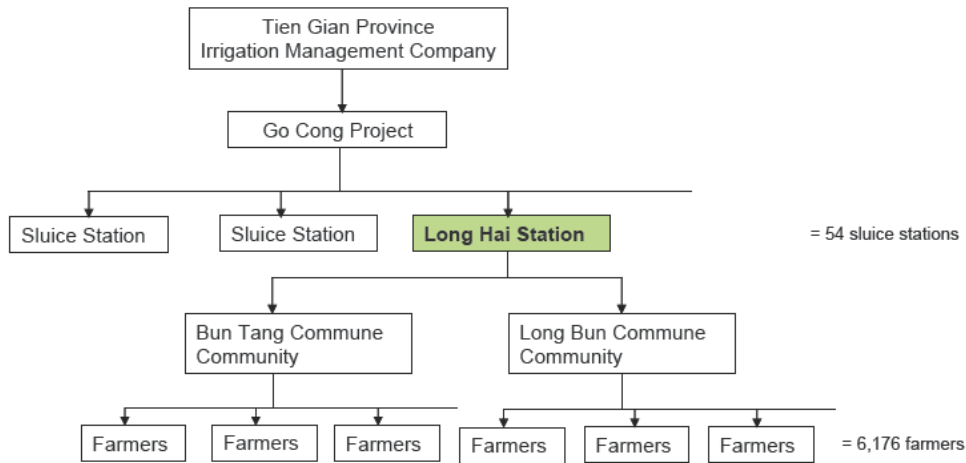 Tien Gian Province
Irrigation Management Company
Go Cong Project
Sluice Station
Sluice Station
Long Hai Station
= 54 sluice stations
Bun Tang Commune
Community
Long Bun Commune
Community
Farmers
Farmers
Farmers
Farmers
Farmers
Farmers
= 6,176 farmers